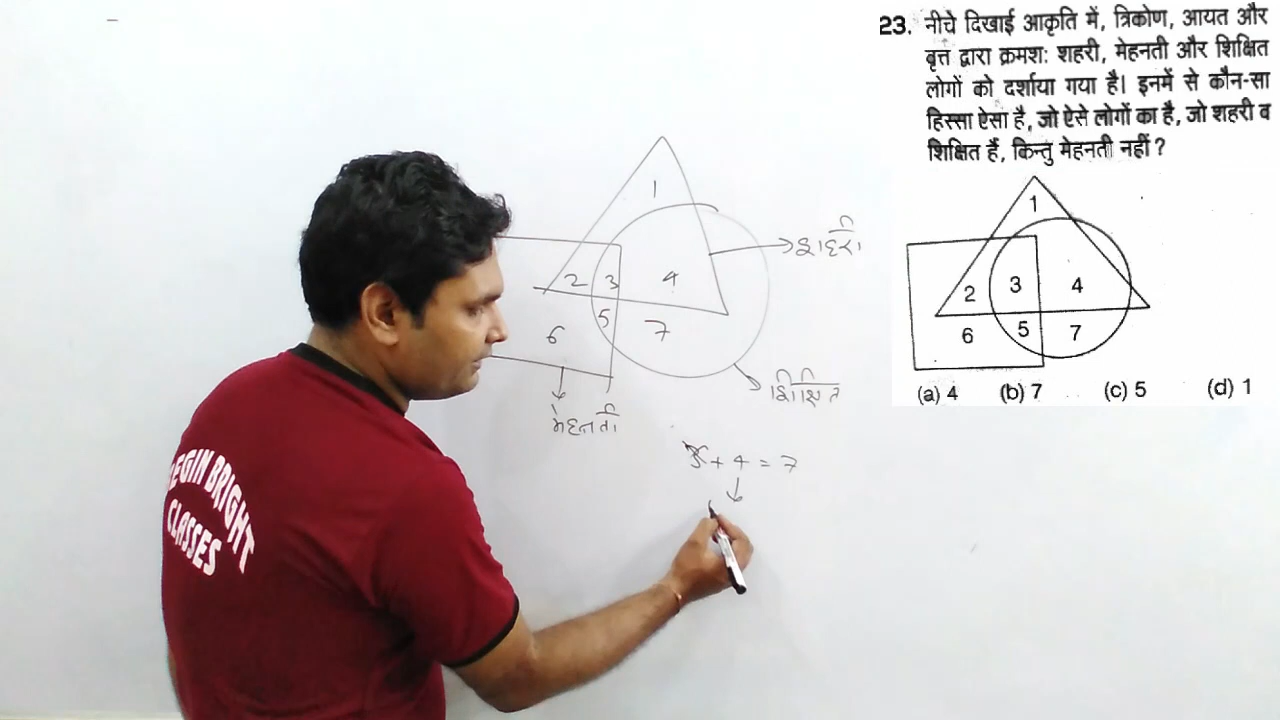 23. नीचे दिखाई आकृति में, त्रिकोण, आयत और
वृत्त द्वारा क्रमश: शहरी, मेहनती और शिक्षित
लोगों को दर्शाया गया है। इनमें से कौन-सा
हिस्सा ऐसा है, जो ऐसे लोगों का है, जो शहरी व
शिक्षित हैं, किन्तु मेहनती नहीं?
1
2 3 4
6 5 7
(a) 4 (b) 7 (c) 5 (d) 1
1
शहरी
2 3 4
6 5 7
शिक्षित
मेहनती
3 + 4 = 7
BEGIN BRIGHT
CLASSES